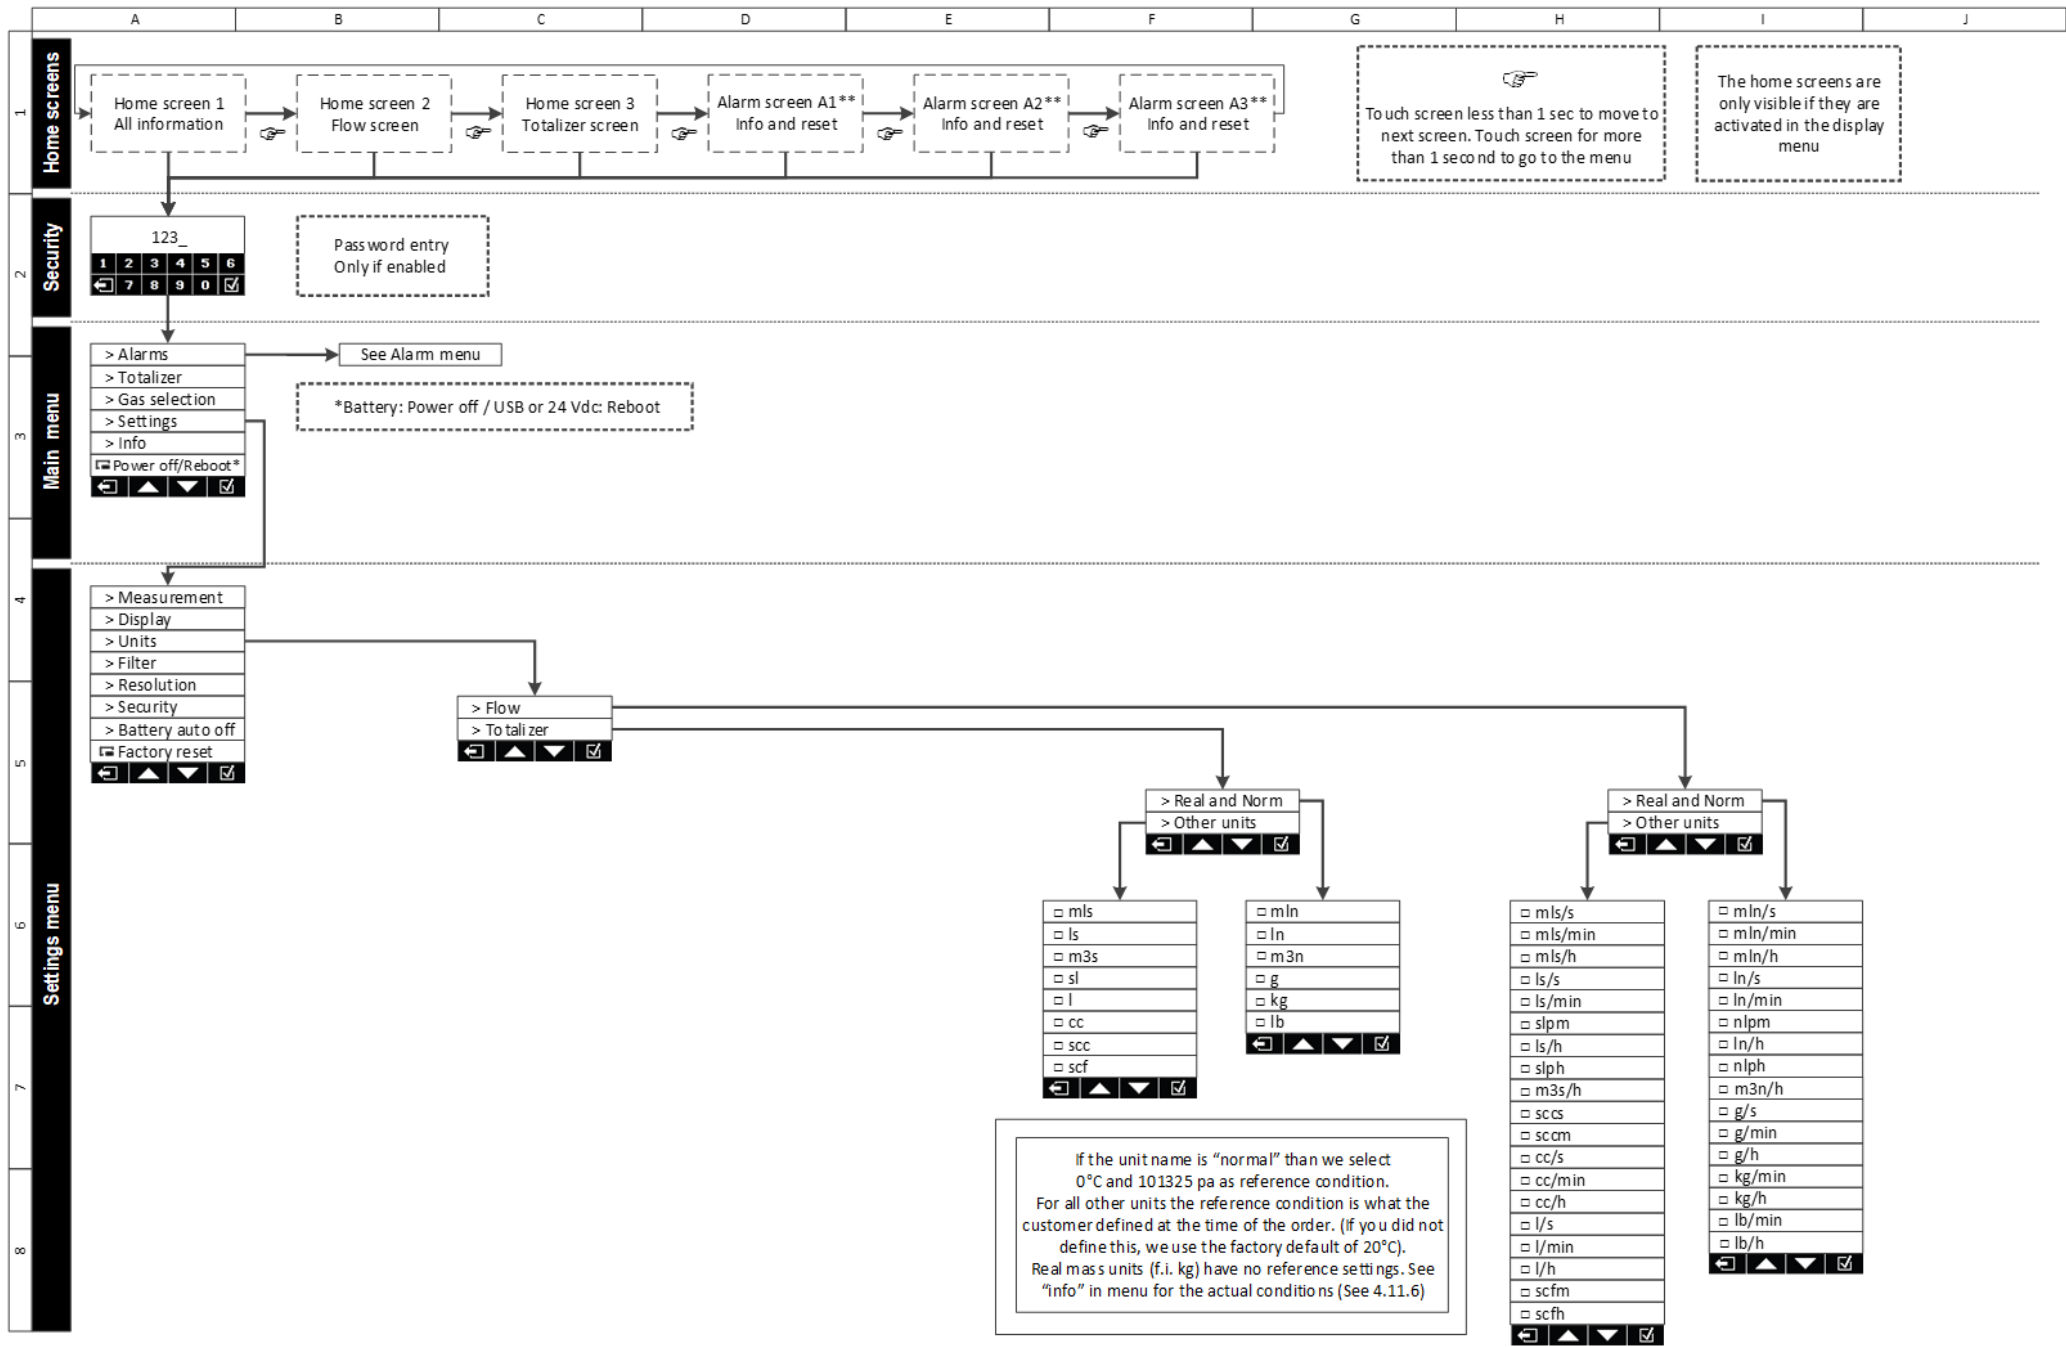 A B C D E F G H I J
1
2
3
4
5
6
7
8
Home screens
Home screen 1
All information
Home screen 2
Flow screen
Home screen 3
Totalizer screen
Alarm screen A1**
Info and reset
Alarm screen A2**
Info and reset
Alarm screen A3**
Info and reset
Touch screen less than 1 sec to move to
next screen. Touch screen for more
than 1 second to go to the menu
The home screens are
only visible if they are
activated in the display
menu
Security
123_
1 2 3 4 5 6
7 8 9 0
Password entry
Only if enabled
Main menu
> Alarms
> Totalizer
> Gas selection
> Settings
> Info
Power off/Reboot*
See Alarm menu
*Battery: Power off / USB or 24 Vdc: Reboot
Settings menu
> Measurement
> Display
> Units
> Filter
> Resolution
> Security
> Battery auto off
Factory reset
> Flow
> Totalizer
> Real and Norm
> Other units
> Real and Norm
> Other units
□ mls
□ ls
□ m3s
□ sl
□ l
□ cc
□ scc
□ scf
□ mln
□ ln
□ m3n
□ g
□ kg
□ lb
□ mls/s
□ mls/min
□ mls/h
□ ls/s
□ ls/min
□ slpm
□ ls/h
□ slph
□ m3s/h
□ sccs
□ sccm
□ cc/s
□ cc/min
□ cc/h
□ l/s
□ l/min
□ l/h
□ scfm
□ scfh
□ mln/s
□ mln/min
□ mln/h
□ ln/s
□ ln/min
□ nlpm
□ ln/h
□ nlph
□ m3n/h
□ g/s
□ g/min
□ g/h
□ kg/min
□ kg/h
□ lb/min
□ lb/h
If the unit name is “normal” than we select
0°C and 101325 pa as reference condition.
For all other units the reference condition is what the
customer defined at the time of the order. (If you did not
define this, we use the factory default of 20°C).
Real mass units (f.i. kg) have no reference settings. See
“info” in menu for the actual conditions (See 4.11.6)